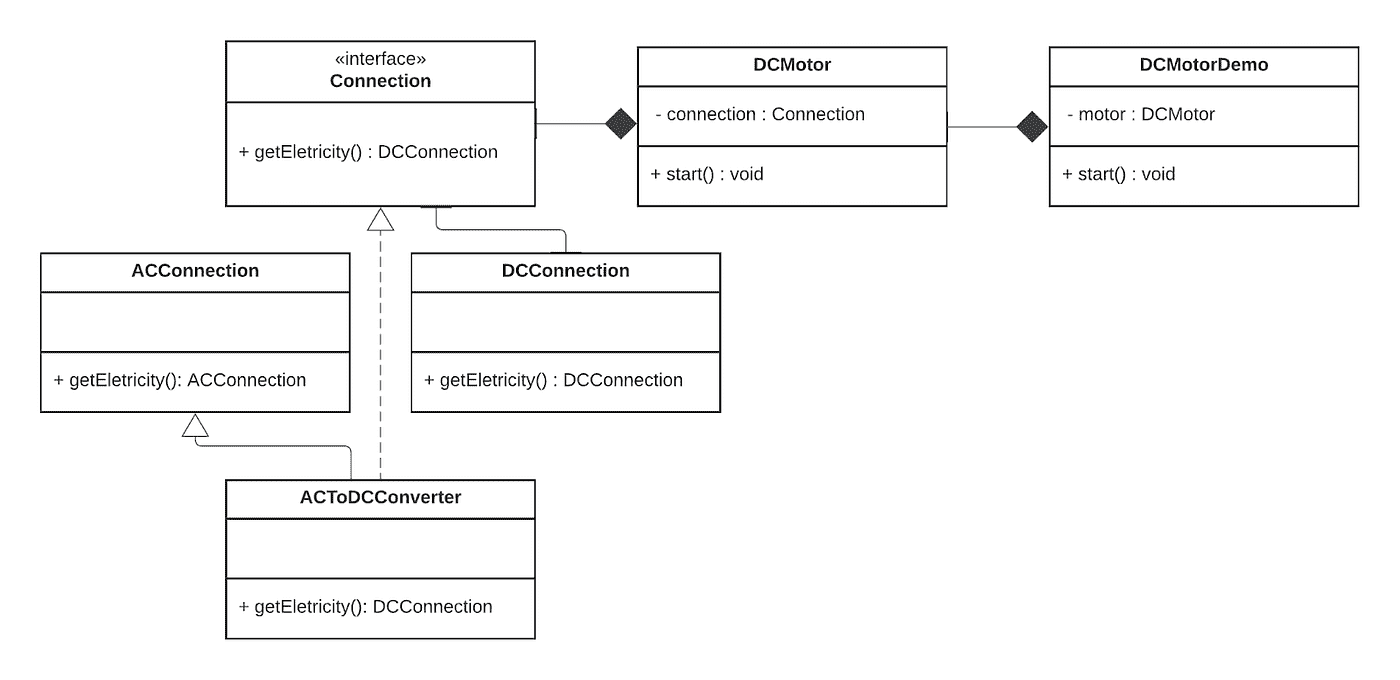 «interface»
Connection
+ getEletricity() : DCConnection
DCMotor
- connection : Connection
+ start() : void
DCMotorDemo
- motor : DCMotor
+ start() : void
ACConnection
+ getEletricity(): ACConnection
DCConnection
+ getEletricity() : DCConnection
ACToDCConverter
+ getEletricity(): DCConnection